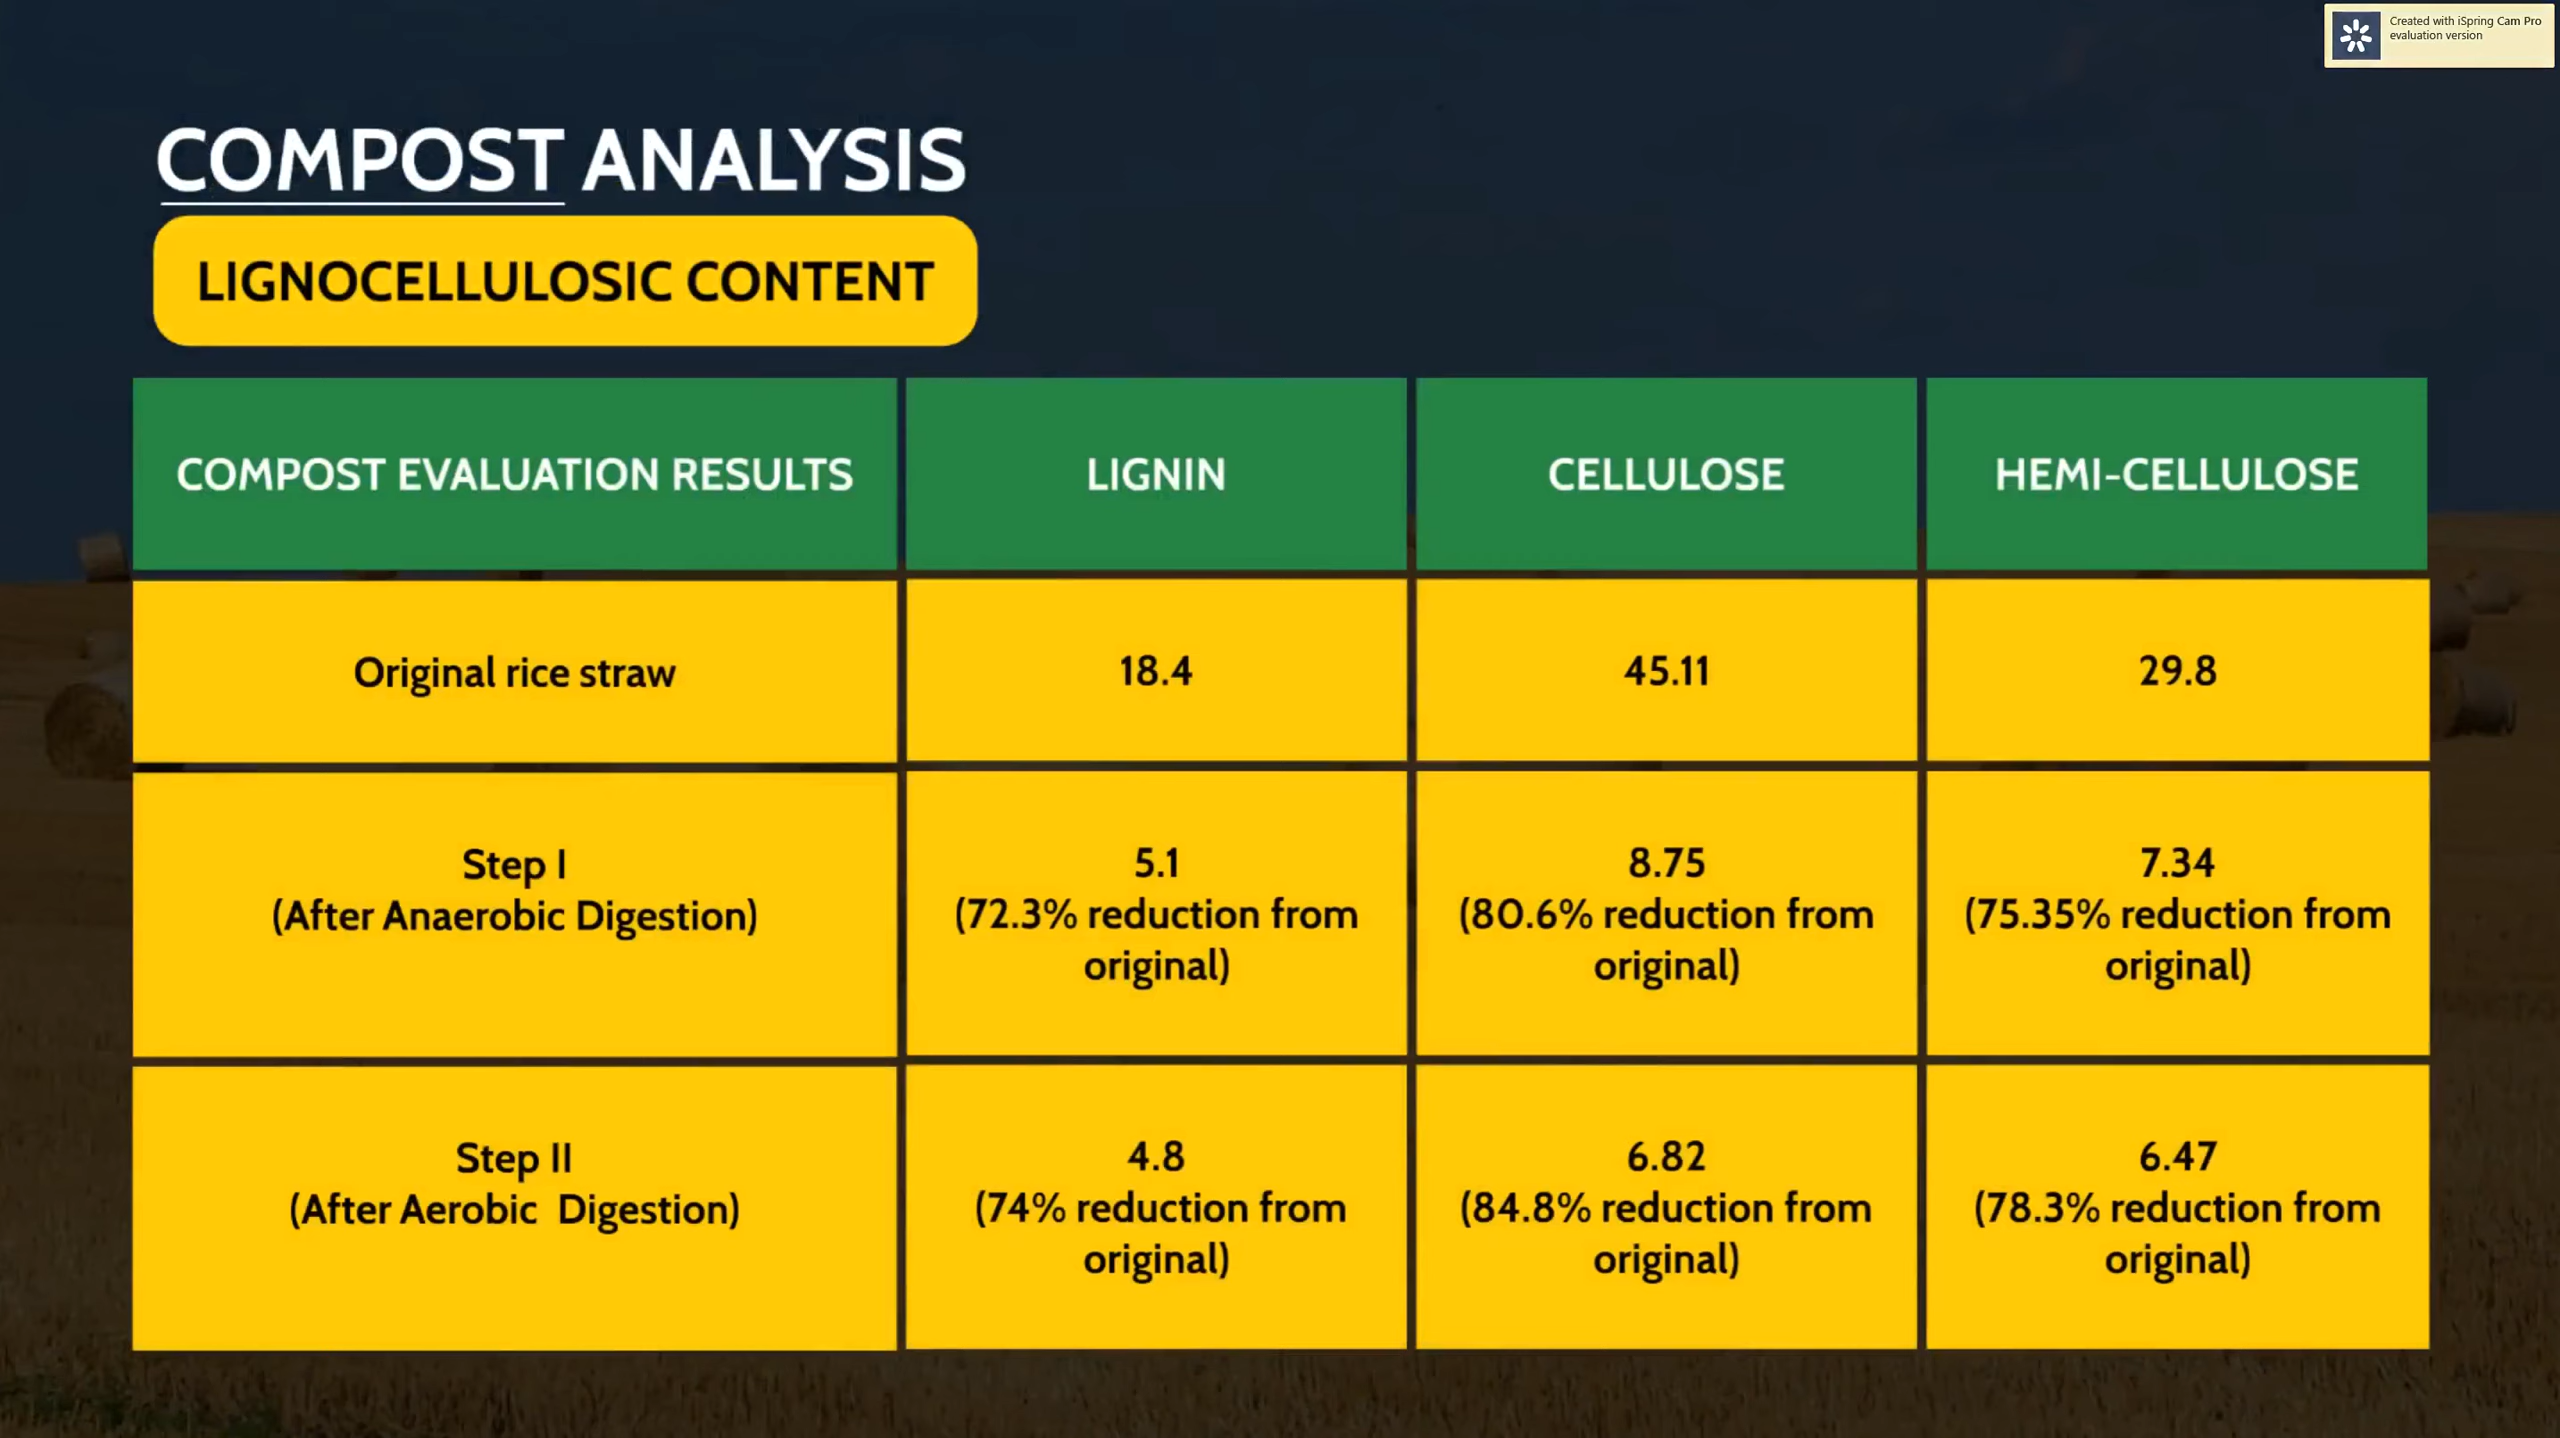 Created with iSpring Cam Pro
evaluation version
COMPOST ANALYSIS
LIGNOCELLULOSIC CONTENT
COMPOST EVALUATION RESULTS
LIGNIN
CELLULOSE
HEMI-CELLULOSE
Original rice straw
18.4
45.11
29.8
Step I
(After Anaerobic Digestion)
5.1
(72.3% reduction from
original)
8.75
(80.6% reduction from
original)
7.34
(75.35% reduction from
original)
Step II
(After Aerobic  Digestion)
4.8
(74% reduction from
original)
6.82
(84.8% reduction from
original)
6.47
(78.3% reduction from
original)